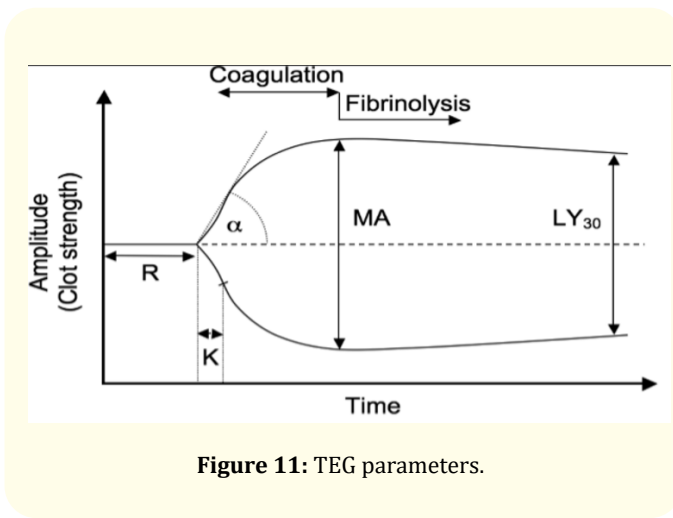 Coagulation
Fibrinolysis
Amplitude
(Clot strength)
α
MA
LY30
R
K
Time
Figure 11: TEG parameters.